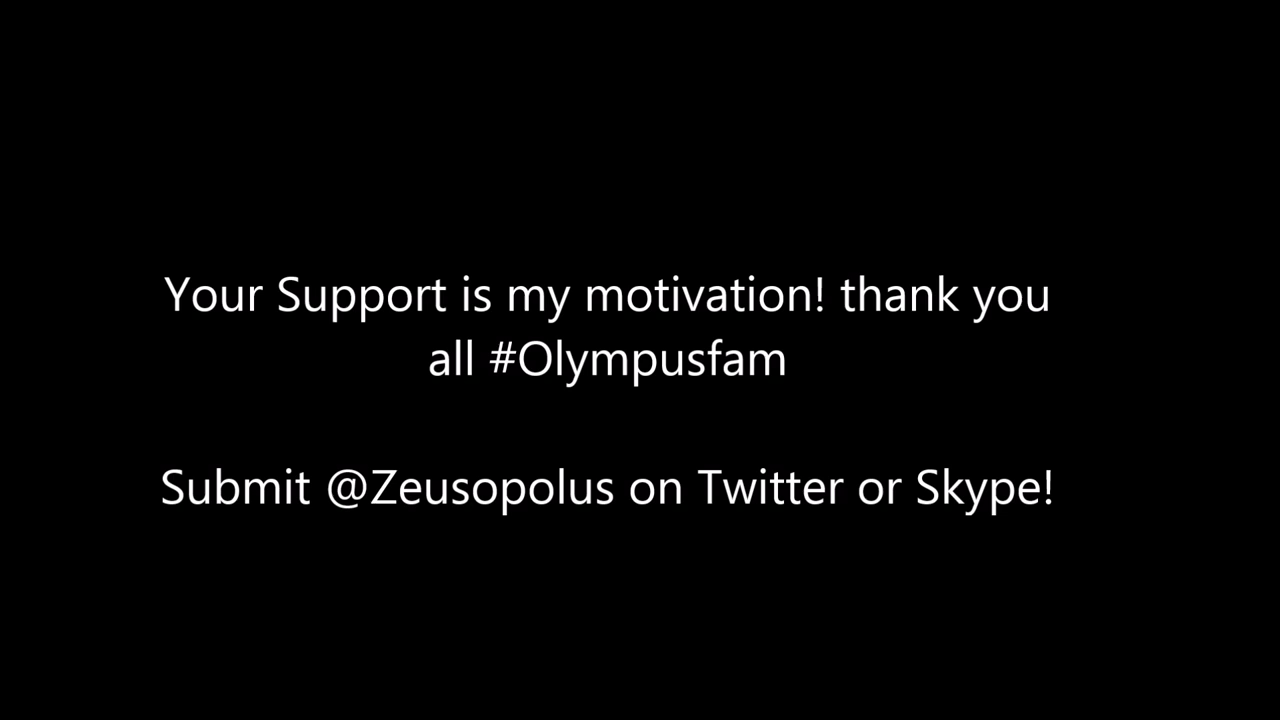 Your Support is my motivation! thank you
all #Olympusfam
Submit @Zeusopolus on Twitter or Skype!